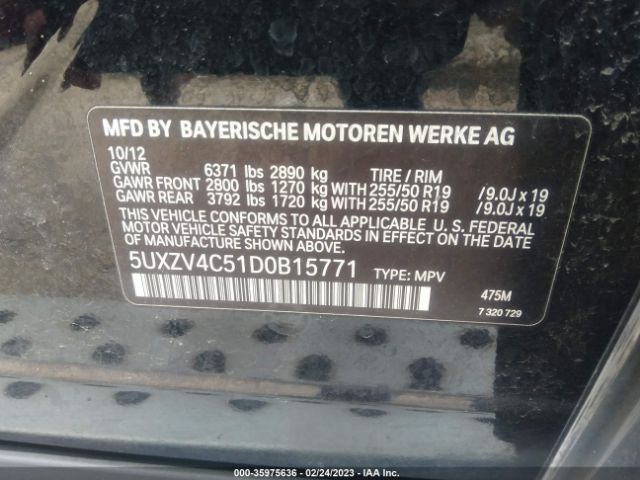 MFD BY BAYERISCHE MOTOREN WERKE AG
10/12
GVWR 6371 lbs 2890 kg TIRE / RIM
GAWR FRONT 2800 lbs 1270 kg WITH 255/50 R19 /9.0J x 19
GAWR REAR 3792 lbs 1720 kg WITH 255/50 R19 /9.0J x 19
THIS VEHICLE CONFORMS TO ALL APPLICABLE U. S. FEDERAL
MOTOR VEHICLE SAFETY STANDARDS IN EFFECT ON THE DATE OF MANUFACTURE SHOWN
ABOVE.
5UXZV4C51D0B15771 TYPE: MPV
475M
7 320 729
000-35975636 - 02/24/2023 - IAA Inc.